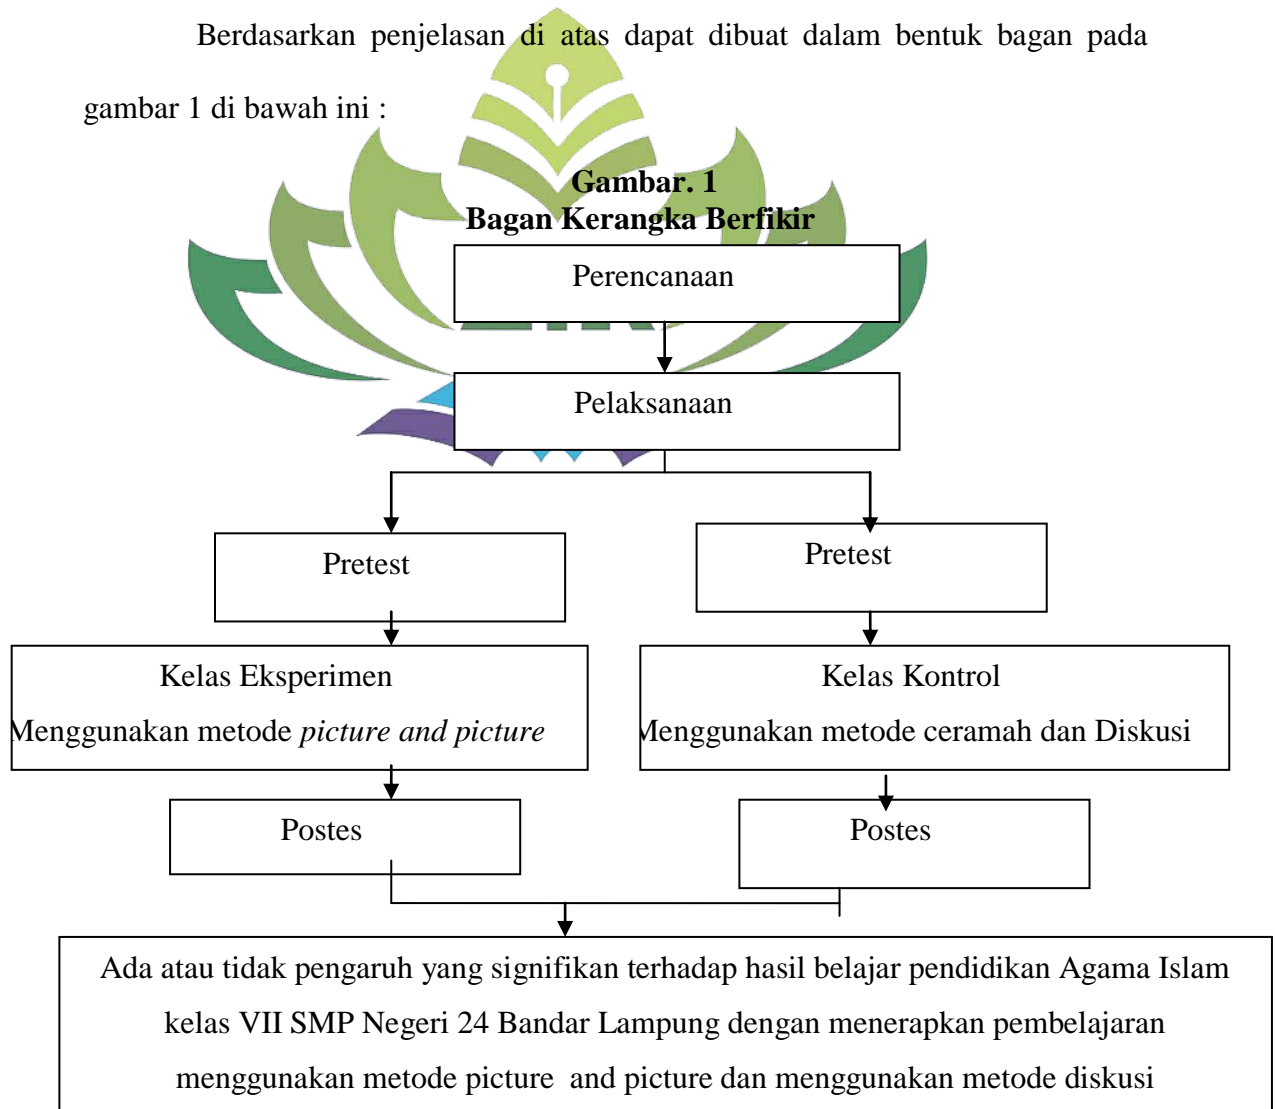 Berdasarkan penjelasan di atas dapat dibuat dalam bentuk bagan pada
gambar 1 di bawah ini :
Gambar. 1
Bagan Kerangka Berfikir
Perencanaan
Pelaksanaan
Pretest
Pretest
Kelas Eksperimen
Menggunakan metode picture and picture
Kelas Kontrol
Menggunakan metode ceramah dan Diskusi
Postes
Postes
Ada atau tidak pengaruh yang signifikan terhadap hasil belajar pendidikan Agama Islam
kelas VII SMP Negeri 24 Bandar Lampung dengan menerapkan pembelajaran
menggunakan metode picture and picture dan menggunakan metode diskusi